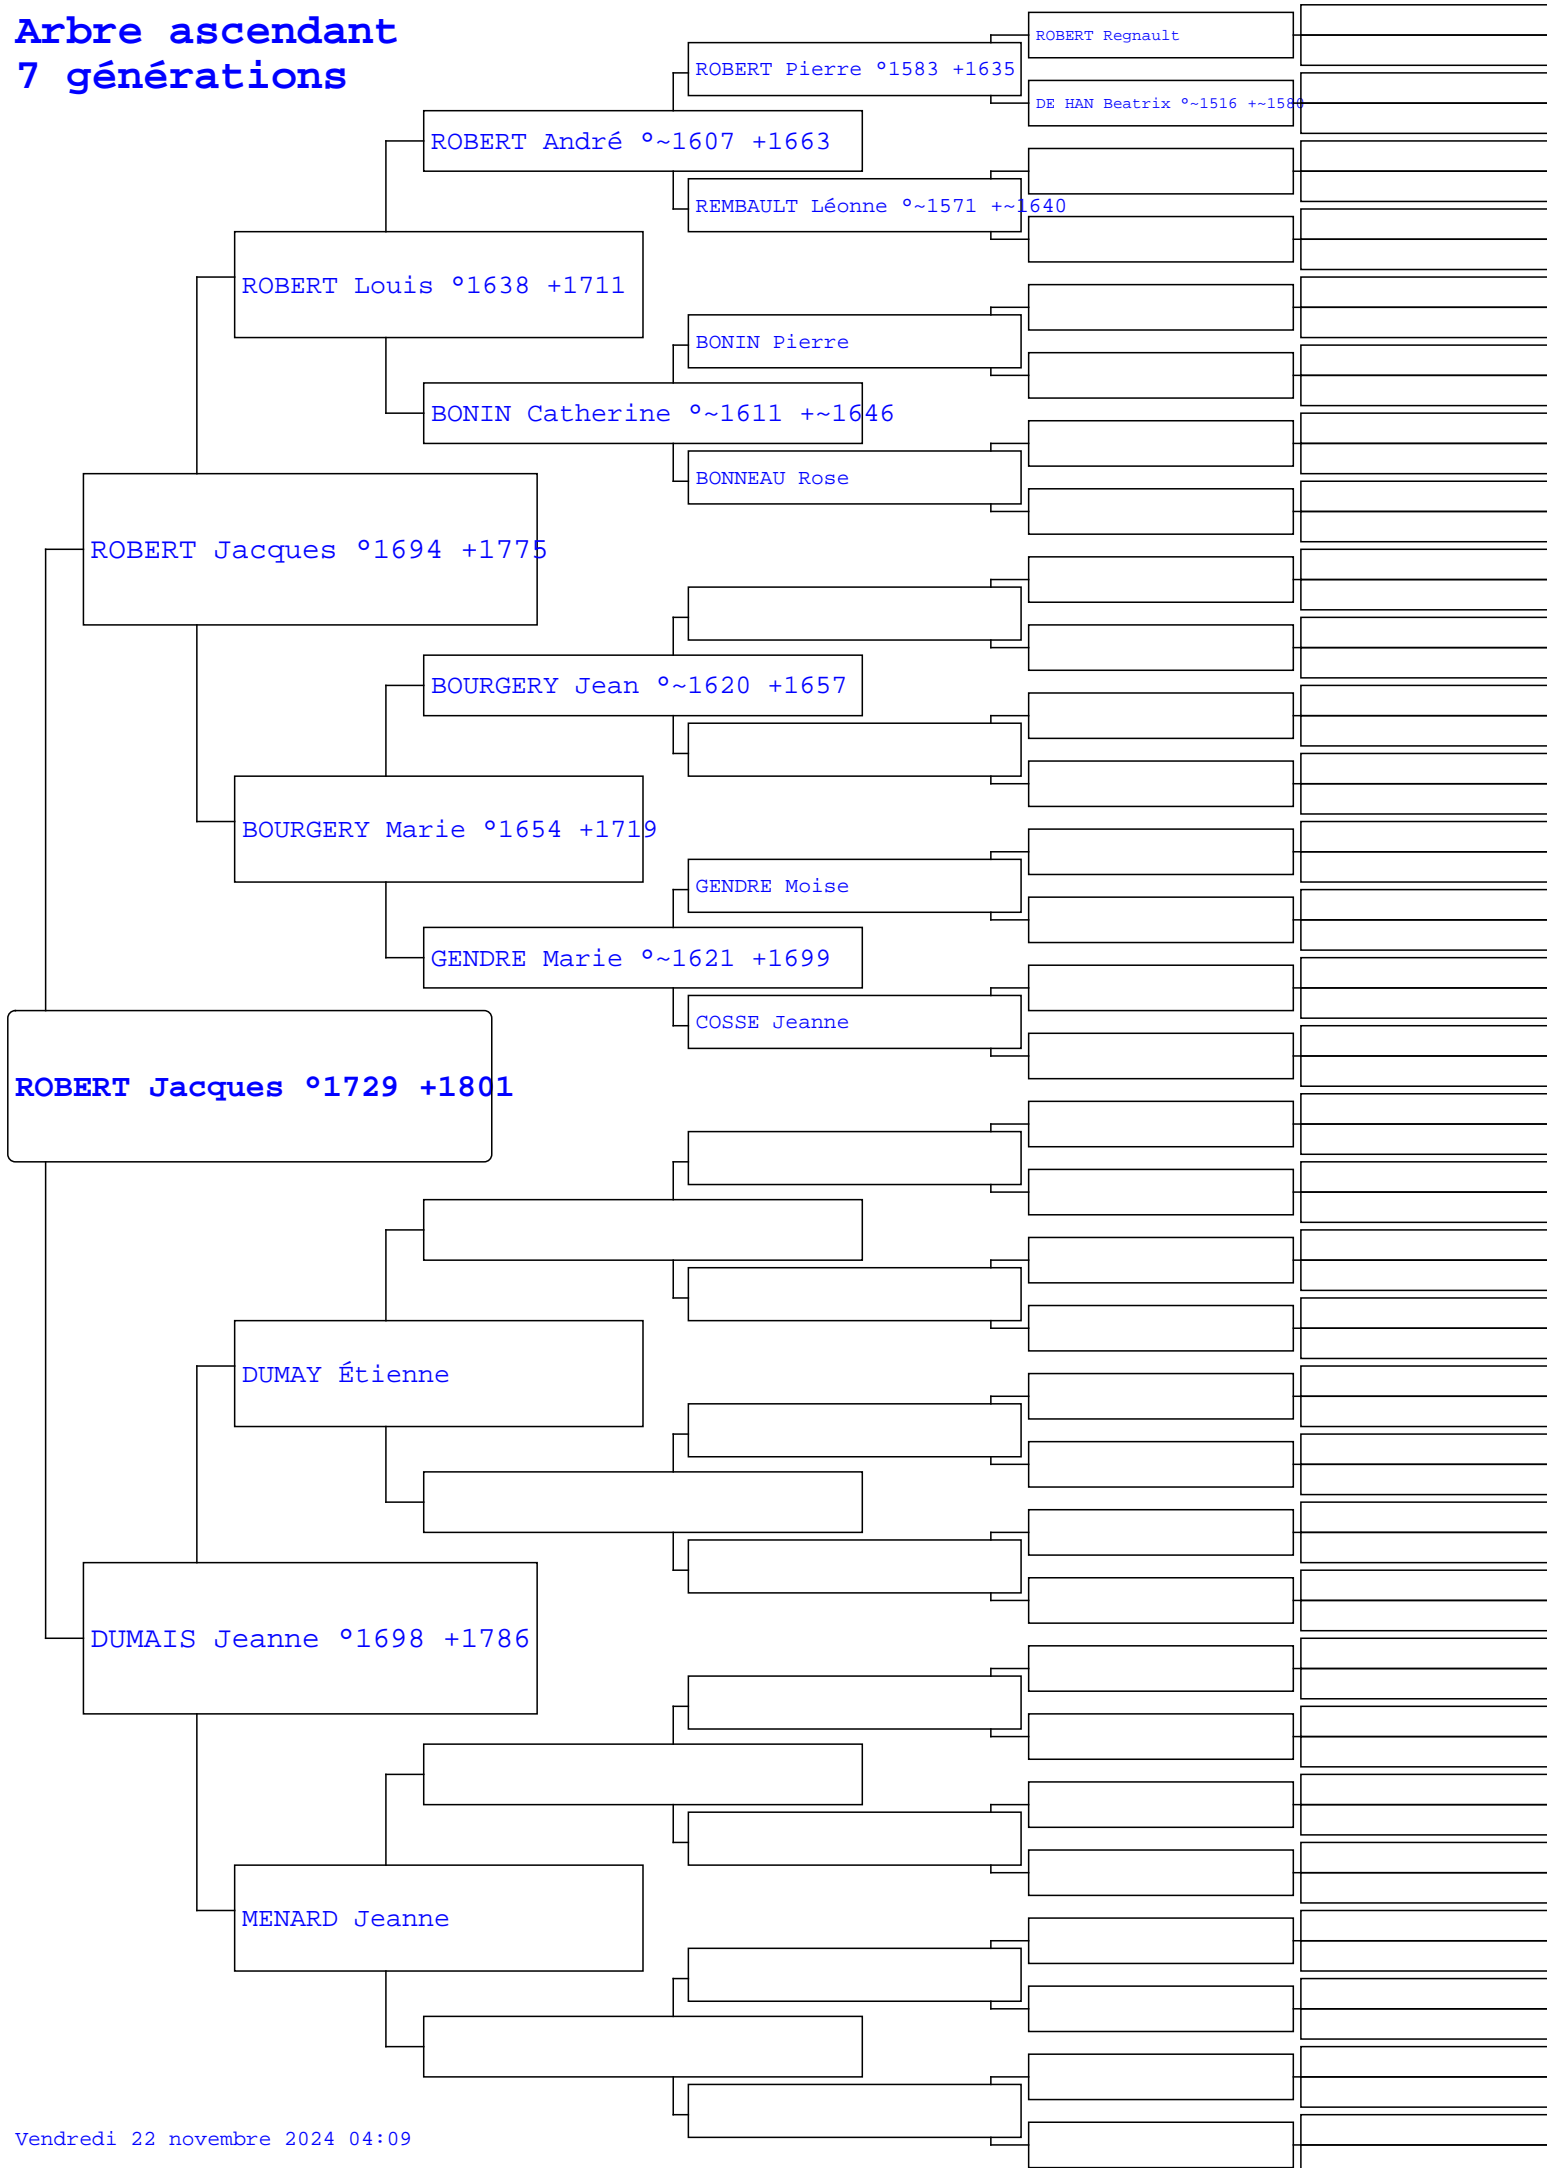 Arbre ascendant
7 générations
ROBERT Regnault
ROBERT Pierre °1583 +1635
DE HAN Beatrix °~1516 +~1580
ROBERT André °~1607 +1663
REMBAULT Léonne °~1571 +~1640
ROBERT Louis °1638 +1711
BONIN Pierre
BONIN Catherine °~1611 +~1646
BONNEAU Rose
ROBERT Jacques °1694 +1775
BOURGERY Jean °~1620 +1657
BOURGERY Marie °1654 +1719
GENDRE Moise
GENDRE Marie °~1621 +1699
COSSE Jeanne
ROBERT Jacques °1729 +1801
DUMAY Étienne
DUMAIS Jeanne °1698 +1786
MENARD Jeanne
Vendredi 22 novembre 2024 04:09